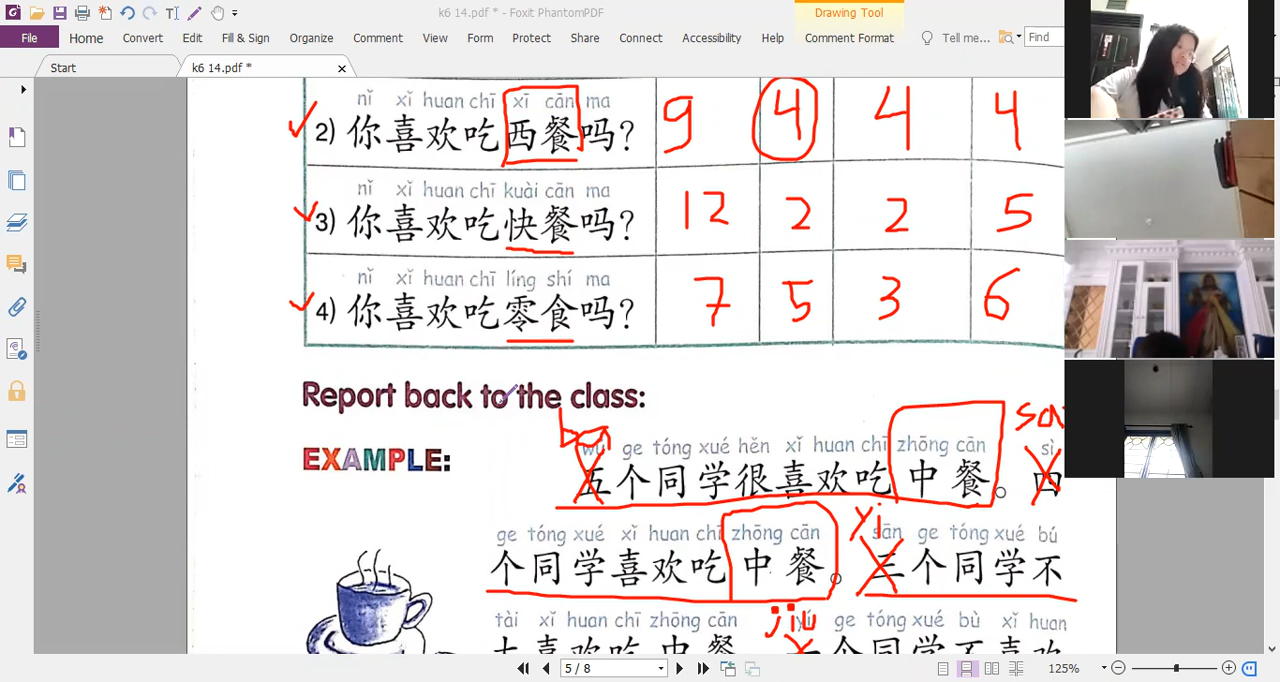 k6 14.pdf * - Foxit PhantomPDF
Drawing Tool
File Home Convert Edit Fill & Sign Organize Comment View Form Protect Share Connect Accessibility Help Comment Format Tell me... Find
Start k6 14.pdf *
nǐ xǐ huan chī xī cān ma
2) 你喜欢吃西餐吗? 9 4 4 4
nǐ xǐ huan chī kuài cān ma
3) 你喜欢吃快餐吗? 12 2 2 5
nǐ xǐ huan chī líng shí ma
4) 你喜欢吃零食吗? 7 5 3 6
Report back to the class:
EXAMPLE:
wǔ ge tóng xué hěn xǐ huan chī zhōng cān sì
五个同学很喜欢吃中餐。四
yi
ge tóng xué xǐ huan chī zhōng cān sān ge tóng xué bú
个同学喜欢吃中餐。三个同学不
jiu
tài xǐ huan chī zhōng cān yí ge tóng xué bù xǐ huan
太喜欢吃中餐 一个同学不喜欢
5 / 8 125%